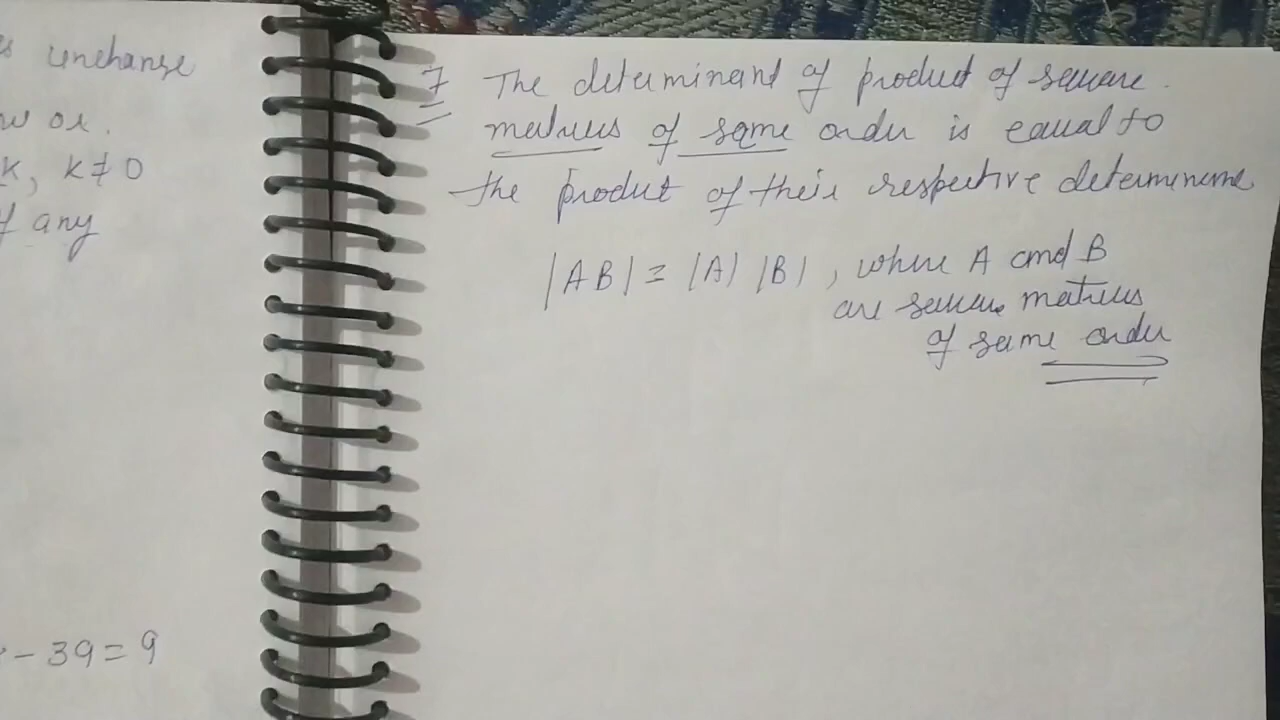 unchange
w or.
K, K ≠ 0
f any
- 39 = 9
7 The determinant of product of square.
matrices of same order is equal to
the product of their respective determinants
|AB| = |A| |B|, where A and B
are square matrices
of same order